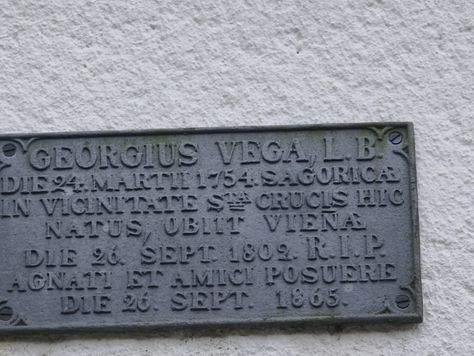 GEORGIUS VEGA, L. B.
DIE 24. MARTII 1754. SAGORICÆ
IN VICINITATE Sᵀᴬᴱ CRUCIS HIC
NATUS, OBIIT VIEÑÆ
DIE 26. SEPT. 1802. R. I. P.
AGNATI ET AMICI POSUERE
DIE 26. SEPT. 1865.